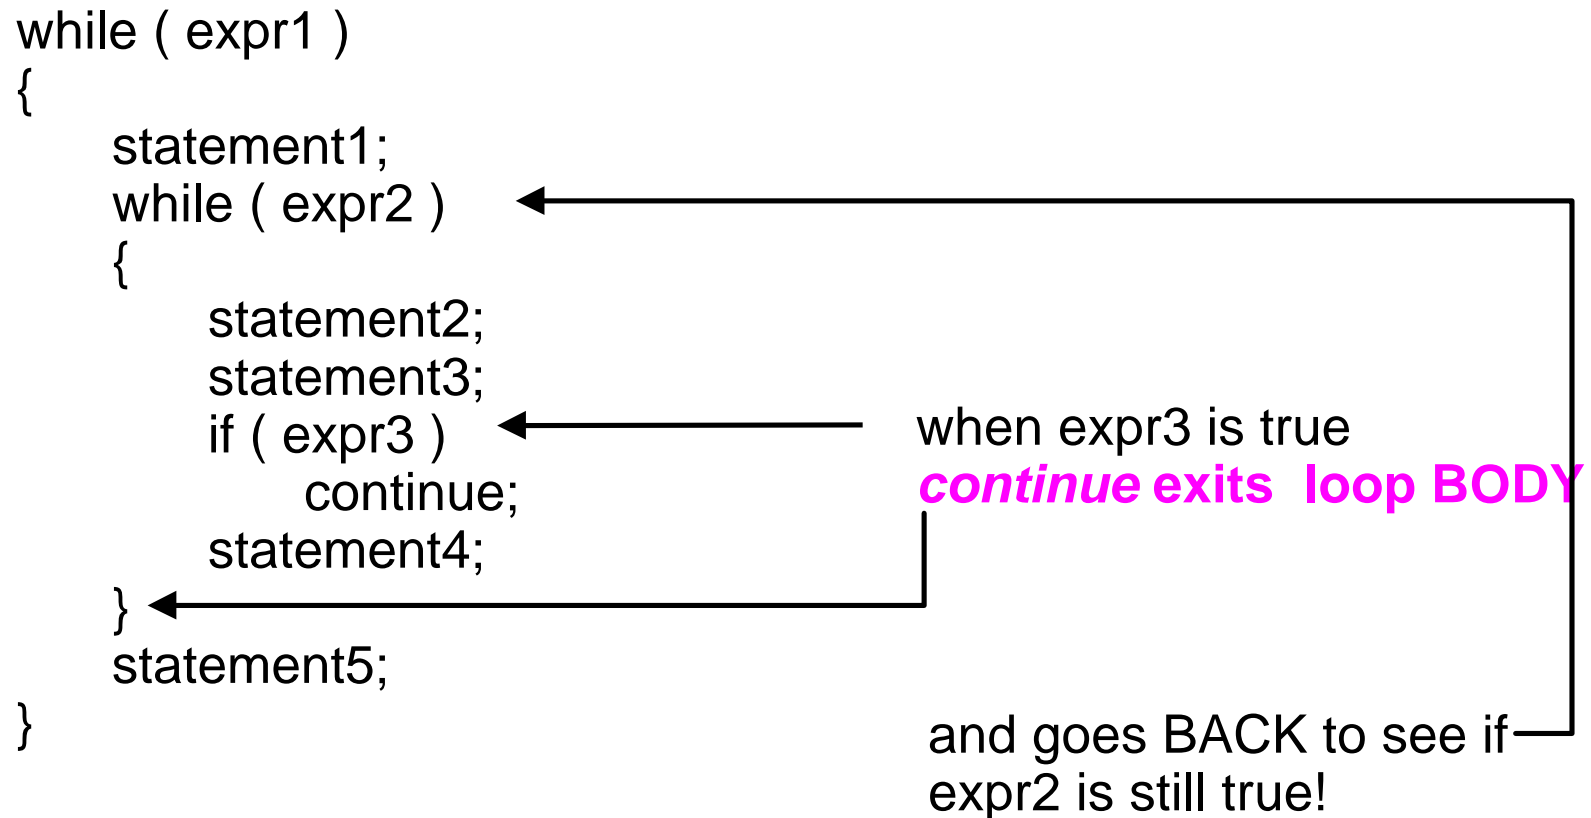 while ( expr1 )
{
statement1;
while ( expr2 )
{
statement2;
statement3;
if ( expr3 )
continue;
statement4;
}
statement5;
}
when expr3 is true
continue exits loop BODY
and goes BACK to see if
expr2 is still true!